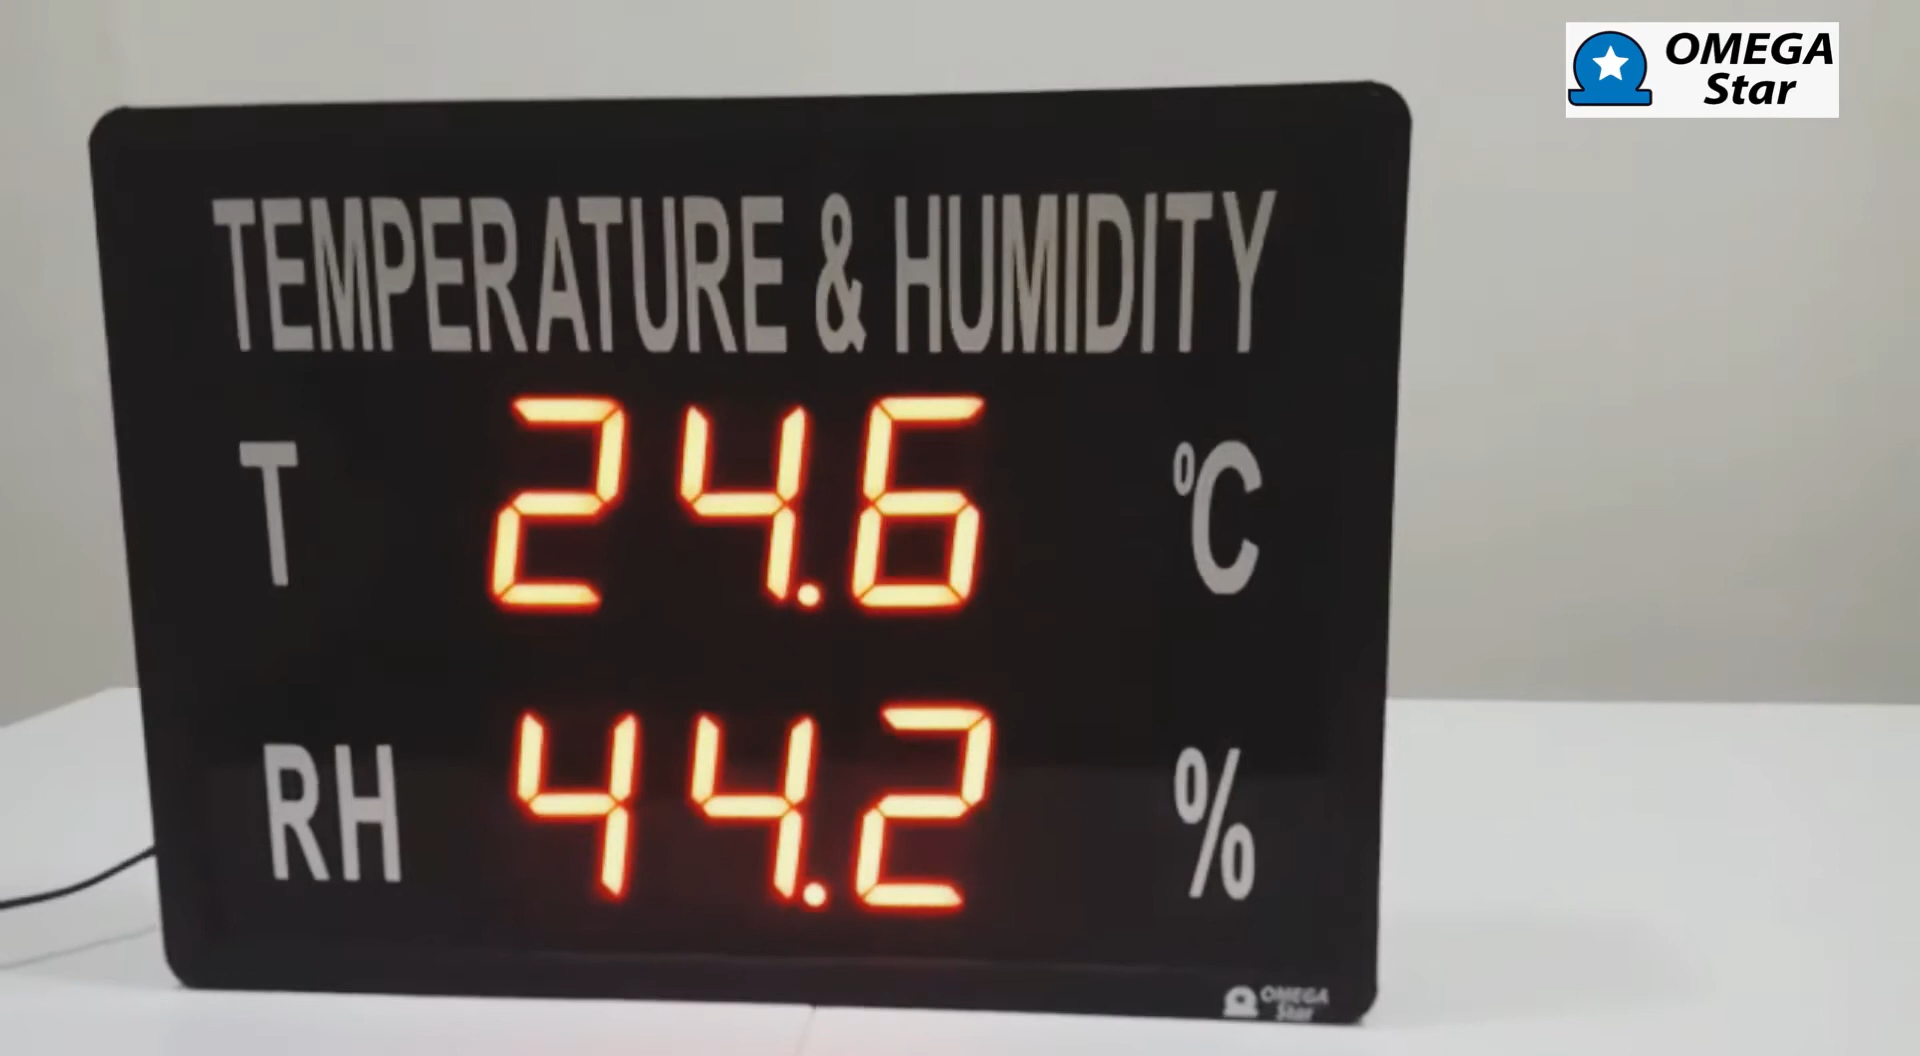 OMEGA
Star
TEMPERATURE & HUMIDITY
T 24.6 °C
RH 44.2 %
OMEGA
Star